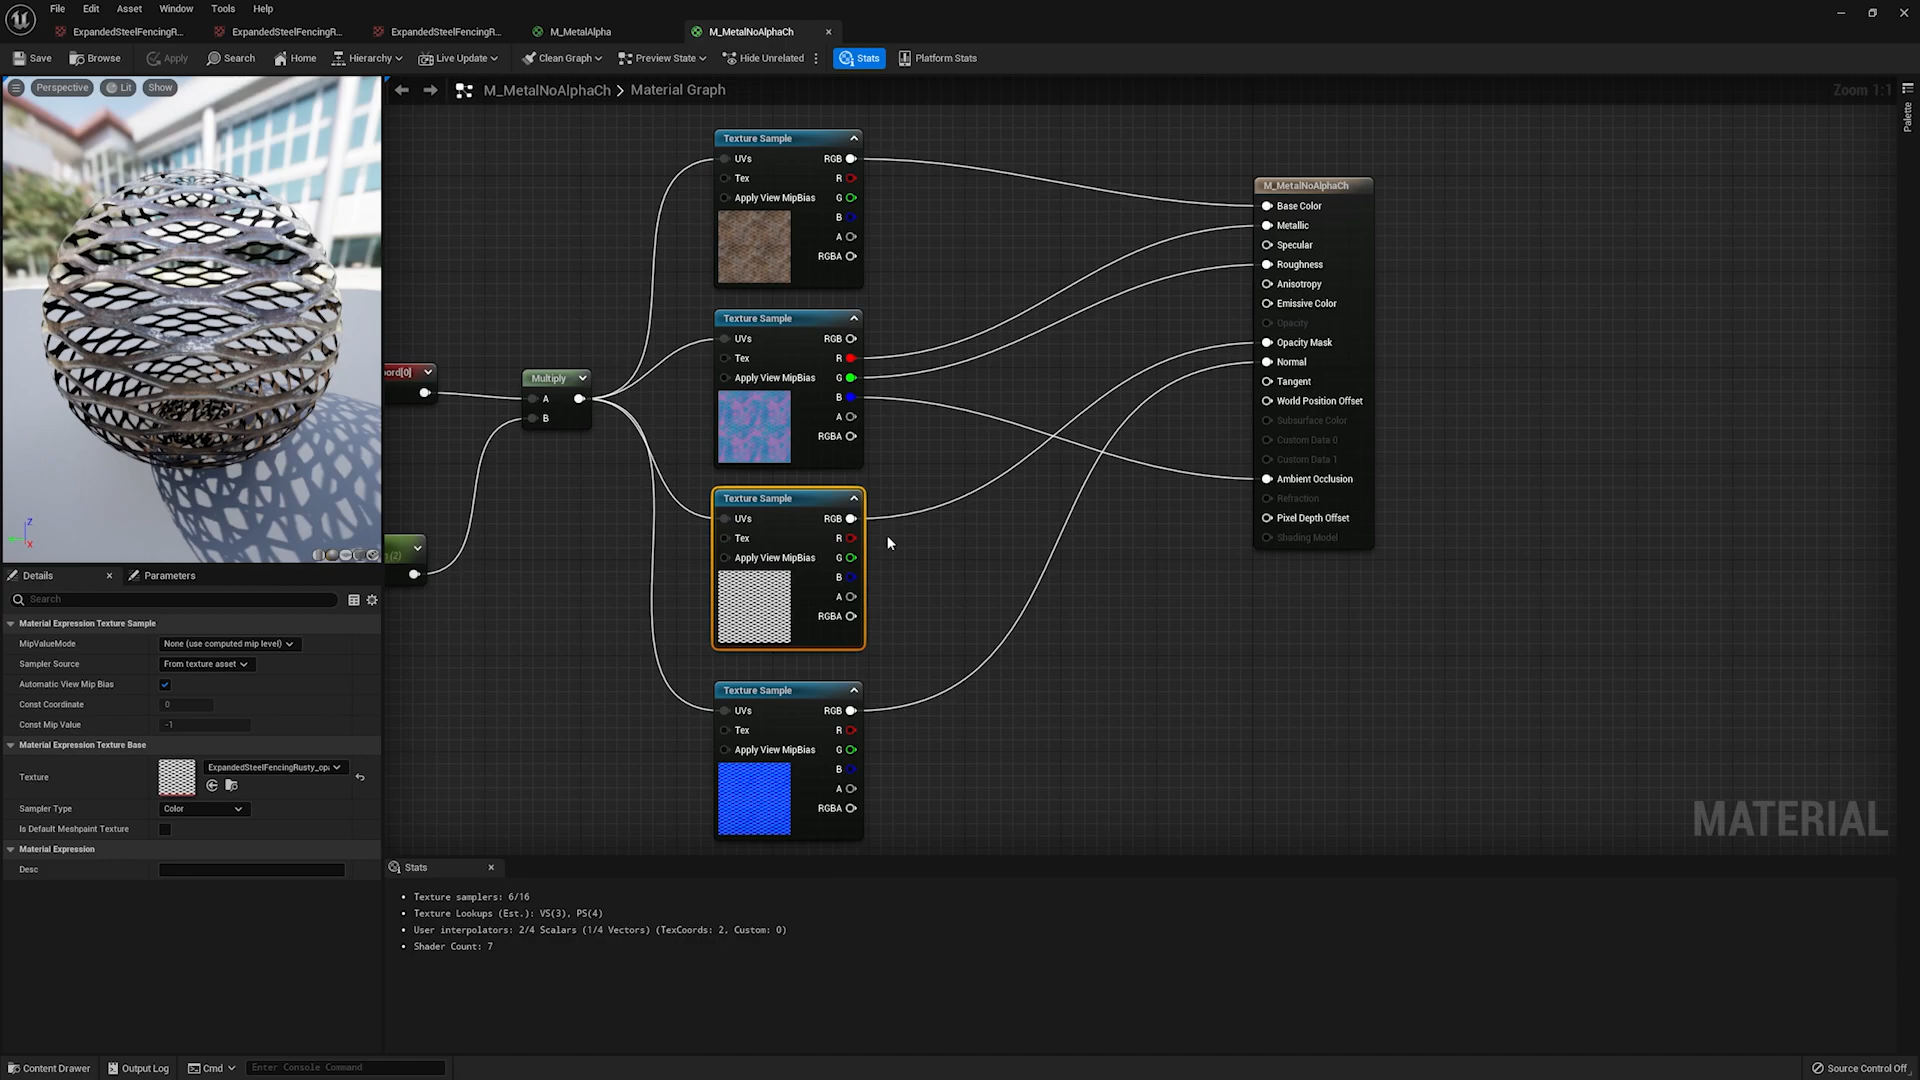 File Edit Asset Window Tools Help
ExpandedSteelFencingR... ExpandedSteelFencingR... ExpandedSteelFencingR... M_MetalAlpha M_MetalNoAlphaCh
Save Browse Apply Search Home Hierarchy Live Update Clean Graph Preview State Hide Unrelated Stats Platform Stats
Perspective Lit Show
M_MetalNoAlphaCh > Material Graph
Zoom 1:1
Palette
Texture Sample
UVs RGB
Tex R
Apply View MipBias G
B
A
RGBA
Texture Sample
UVs RGB
Tex R
Apply View MipBias G
B
A
RGBA
Texture Sample
UVs RGB
Tex R
Apply View MipBias G
B
A
RGBA
Texture Sample
UVs RGB
Tex R
Apply View MipBias G
B
A
RGBA
ord[0]
(2)
Multiply
A
B
M_MetalNoAlphaCh
Base Color
Metallic
Specular
Roughness
Anisotropy
Emissive Color
Opacity
Opacity Mask
Normal
Tangent
World Position Offset
Subsurface Color
Custom Data 0
Custom Data 1
Ambient Occlusion
Refraction
Pixel Depth Offset
Shading Model
MATERIAL
Z
X
Details Parameters
Search
Material Expression Texture Sample
MipValueMode None (use computed mip level)
Sampler Source From texture asset
Automatic View Mip Bias
Const Coordinate 0
Const Mip Value -1
Material Expression Texture Base
Texture ExpandedSteelFencingRusty_opa
Sampler Type Color
Is Default Meshpaint Texture
Material Expression
Desc
Stats
Texture samplers: 6/16
Texture Lookups (Est.): VS(3), PS(4)
User interpolators: 2/4 Scalars (1/4 Vectors) (TexCoords: 2, Custom: 0)
Shader Count: 7
Content Drawer Output Log Cmd Enter Console Command Source Control Off